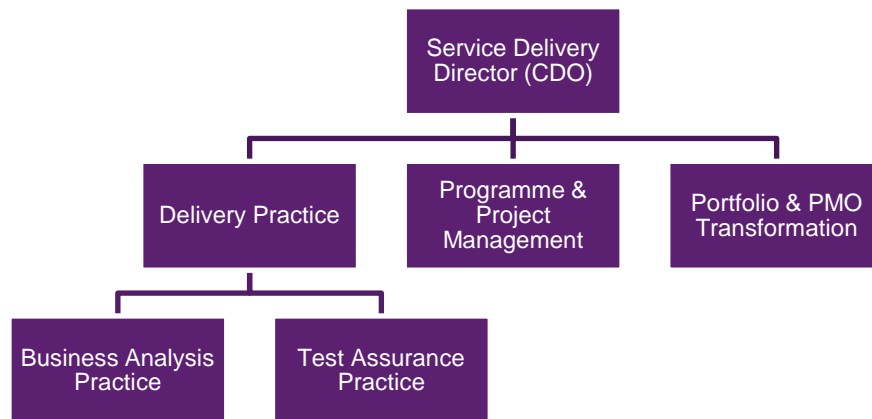 Service Delivery
Director (CDO)
Delivery Practice
Programme &
Project
Management
Portfolio & PMO
Transformation
Business Analysis
Practice
Test Assurance
Practice